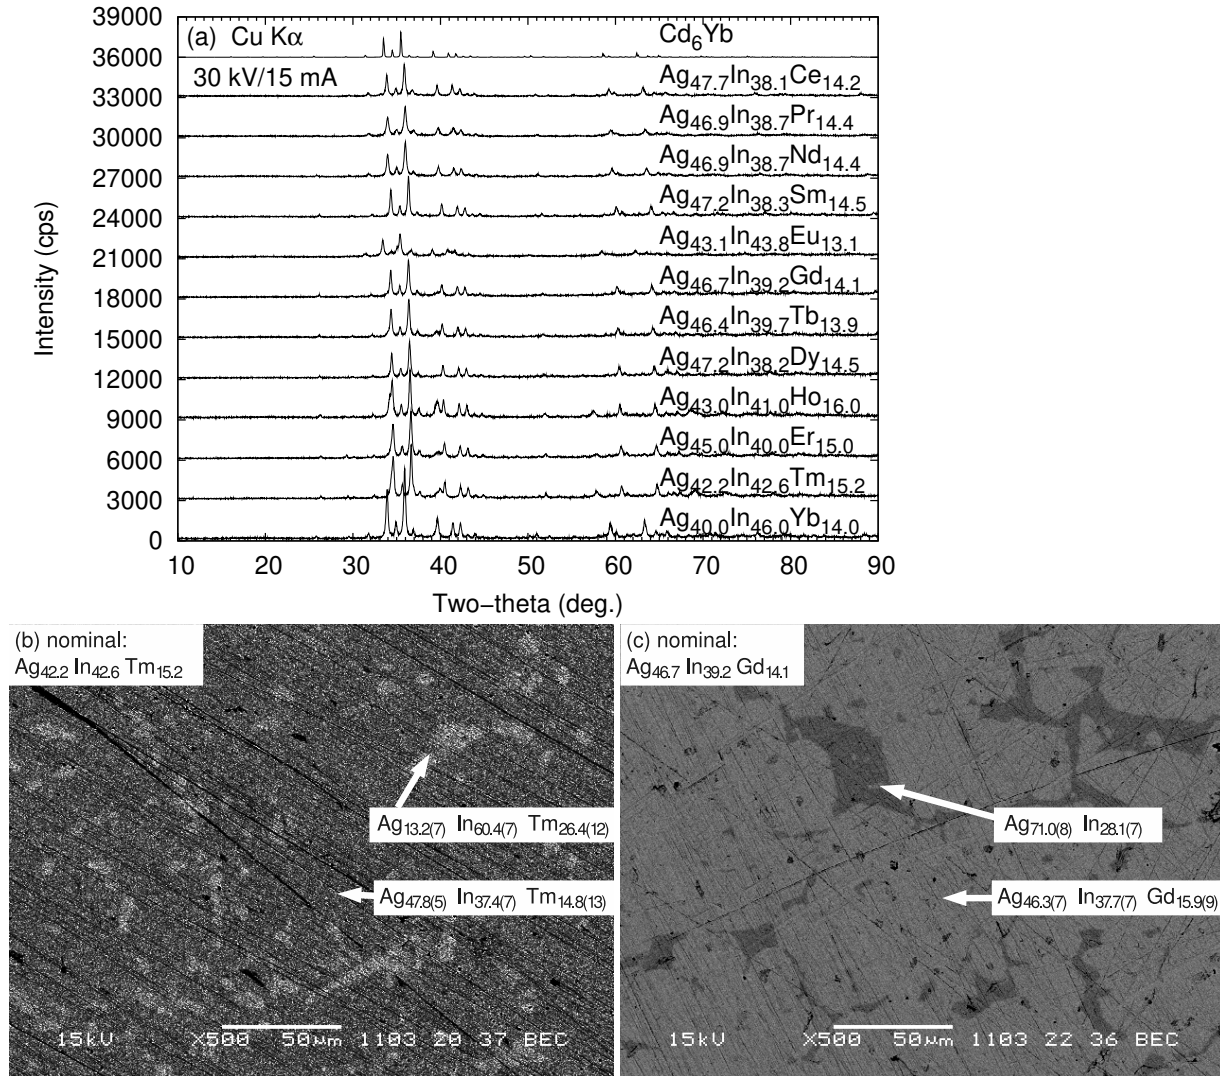 39000
36000
33000
30000
27000
24000
21000
18000
15000
12000
9000
6000
3000
0
Intensity (cps)
(a) Cu Kα
30 kV/15 mA
Cd6Yb
Ag47.7In38.1Ce14.2
Ag46.9In38.7Pr14.4
Ag46.9In38.7Nd14.4
Ag47.2In38.3Sm14.5
Ag43.1In43.8Eu13.1
Ag46.7In39.2Gd14.1
Ag46.4In39.7Tb13.9
Ag47.2In38.2Dy14.5
Ag43.0In41.0Ho16.0
Ag45.0In40.0Er15.0
Ag42.2In42.6Tm15.2
Ag40.0In46.0Yb14.0
10 20 30 40 50 60 70 80 90
Two−theta (deg.)
(b) nominal:
Ag42.2 In42.6 Tm15.2
Ag13.2(7) In60.4(7) Tm26.4(12)
Ag47.8(5) In37.4(7) Tm14.8(13)
15kV X500 50µm 1103 20 37 BEC
(c) nominal:
Ag46.7 In39.2 Gd14.1
Ag71.0(8) In28.1(7)
Ag46.3(7) In37.7(7) Gd15.9(9)
15kV X500 50µm 1103 22 36 BEC